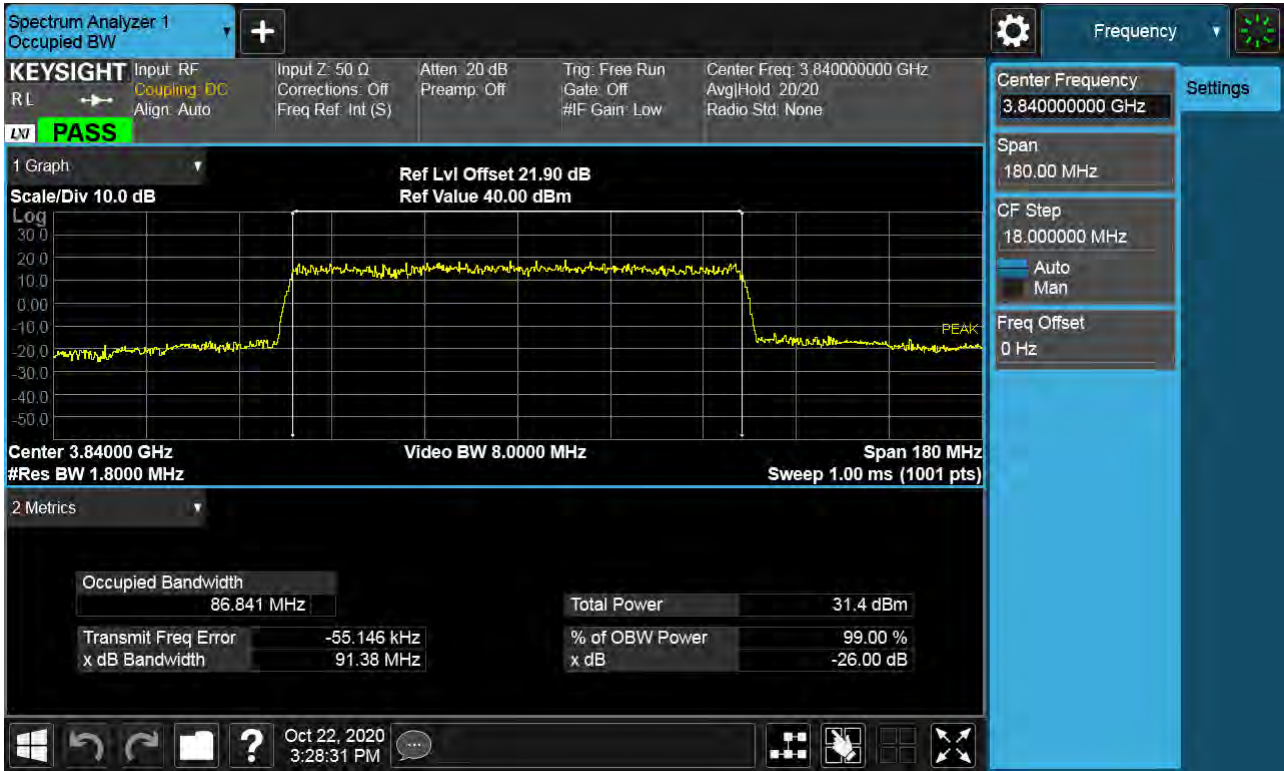 Spectrum Analyzer 1
Occupied BW
+
Frequency
KEYSIGHT
RL
LXI
PASS
Input: RF
Coupling: DC
Align: Auto
Input Z: 50 Ω
Corrections: Off
Freq Ref: Int (S)
Atten: 20 dB
Preamp: Off
Trig: Free Run
Gate: Off
#IF Gain: Low
Center Freq: 3.840000000 GHz
Avg|Hold: 20/20
Radio Std: None
Center Frequency
3.840000000 GHz
Settings
Span
180.00 MHz
CF Step
18.000000 MHz
Auto
Man
Freq Offset
0 Hz
1 Graph
Scale/Div 10.0 dB
Ref Lvl Offset 21.90 dB
Ref Value 40.00 dBm
Log
30.0
20.0
10.0
0.00
-10.0
-20.0
-30.0
-40.0
-50.0
PEAK
Center 3.84000 GHz
#Res BW 1.8000 MHz
Video BW 8.0000 MHz
Span 180 MHz
Sweep 1.00 ms (1001 pts)
2 Metrics
Occupied Bandwidth
86.841 MHz
Transmit Freq Error -55.146 kHz
x dB Bandwidth 91.38 MHz
Total Power 31.4 dBm
% of OBW Power 99.00 %
x dB -26.00 dB
?
Oct 22, 2020
3:28:31 PM